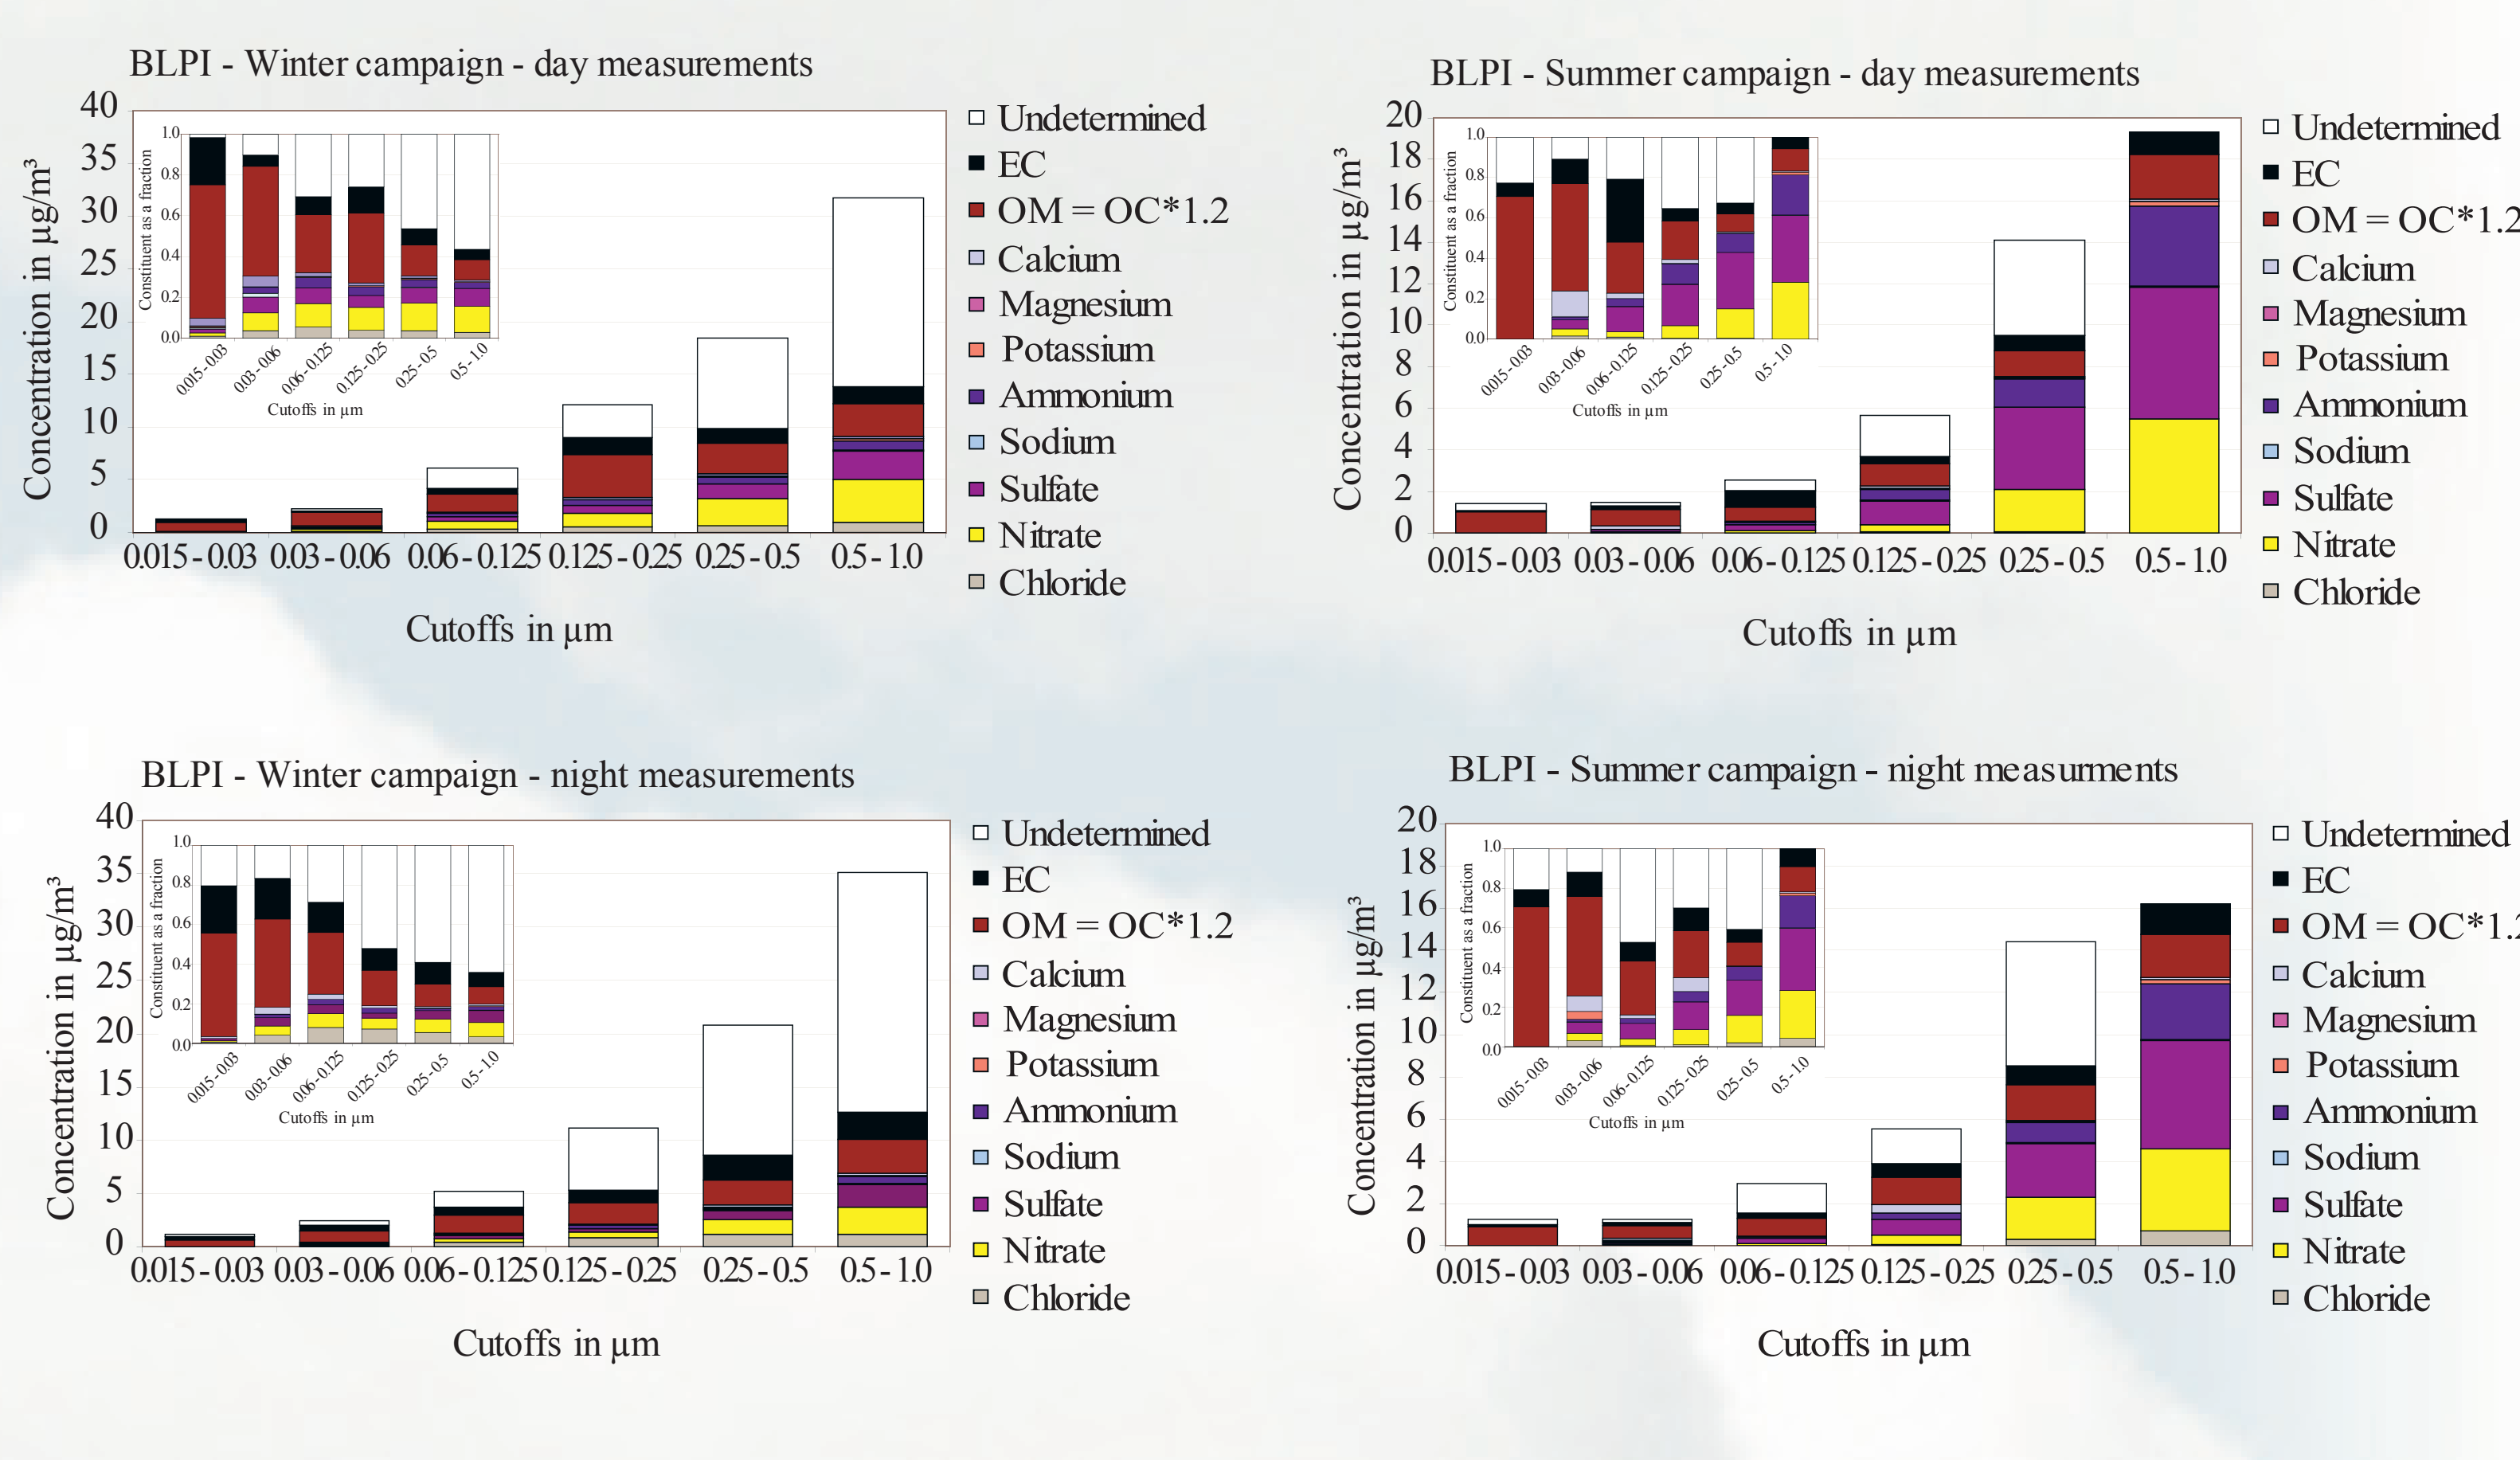 BLPI - Winter campaign - day measurements
Concentration in µg/m³
40
35
30
25
20
15
10
5
0
Constituent as a fraction
1.0
0.8
0.6
0.4
0.2
0.0
0.015 - 0.03
0.03 - 0.06
0.06 - 0.125
0.125 - 0.25
0.25 - 0.5
0.5 - 1.0
Cutoffs in µm
0.015 - 0.03 0.03 - 0.06 0.06 - 0.125 0.125 - 0.25 0.25 - 0.5 0.5 - 1.0
Cutoffs in µm
Undetermined
EC
OM = OC*1.2
Calcium
Magnesium
Potassium
Ammonium
Sodium
Sulfate
Nitrate
Chloride
BLPI - Summer campaign - day measurements
Concentration in µg/m³
20
18
16
14
12
10
8
6
4
2
0
Constituent as a fraction
1.0
0.8
0.6
0.4
0.2
0.0
0.015 - 0.03
0.03 - 0.06
0.06 - 0.125
0.125 - 0.25
0.25 - 0.5
0.5 - 1.0
Cutoffs in µm
0.015 - 0.03 0.03 - 0.06 0.06 - 0.125 0.125 - 0.25 0.25 - 0.5 0.5 - 1.0
Cutoffs in µm
Undetermined
EC
OM = OC*1.2
Calcium
Magnesium
Potassium
Ammonium
Sodium
Sulfate
Nitrate
Chloride
BLPI - Winter campaign - night measurements
Concentration in µg/m³
40
35
30
25
20
15
10
5
0
Constituent as a fraction
1.0
0.8
0.6
0.4
0.2
0.0
0.015 - 0.03
0.03 - 0.06
0.06 - 0.125
0.125 - 0.25
0.25 - 0.5
0.5 - 1.0
Cutoffs in µm
0.015 - 0.03 0.03 - 0.06 0.06 - 0.125 0.125 - 0.25 0.25 - 0.5 0.5 - 1.0
Cutoffs in µm
Undetermined
EC
OM = OC*1.2
Calcium
Magnesium
Potassium
Ammonium
Sodium
Sulfate
Nitrate
Chloride
BLPI - Summer campaign - night measurments
Concentration in µg/m³
20
18
16
14
12
10
8
6
4
2
0
Constituent as a fraction
1.0
0.8
0.6
0.4
0.2
0.0
0.015 - 0.03
0.03 - 0.06
0.06 - 0.125
0.125 - 0.25
0.25 - 0.5
0.5 - 1.0
Cutoffs in µm
0.015 - 0.03 0.03 - 0.06 0.06 - 0.125 0.125 - 0.25 0.25 - 0.5 0.5 - 1.0
Cutoffs in µm
Undetermined
EC
OM = OC*1.2
Calcium
Magnesium
Potassium
Ammonium
Sodium
Sulfate
Nitrate
Chloride